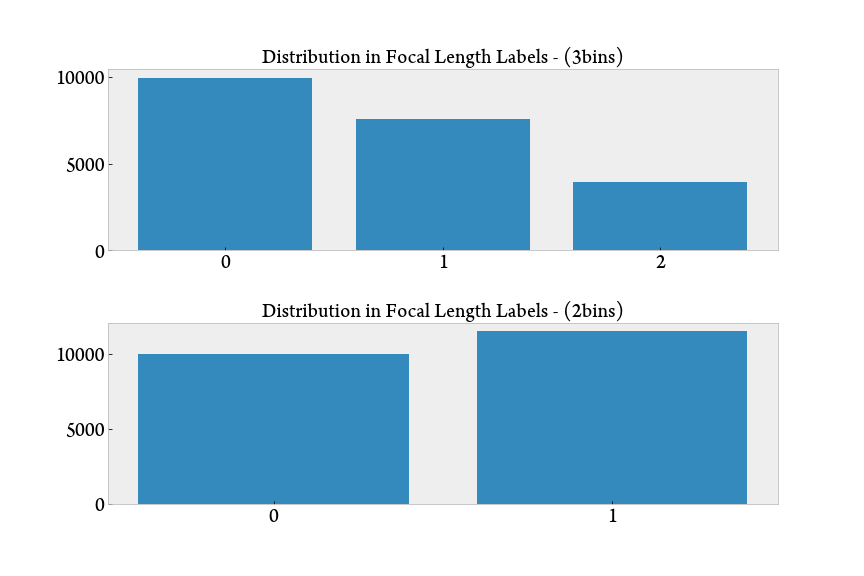 Distribution in Focal Length Labels - (3bins)
10000
5000
0
0 1 2
Distribution in Focal Length Labels - (2bins)
10000
5000
0
0 1